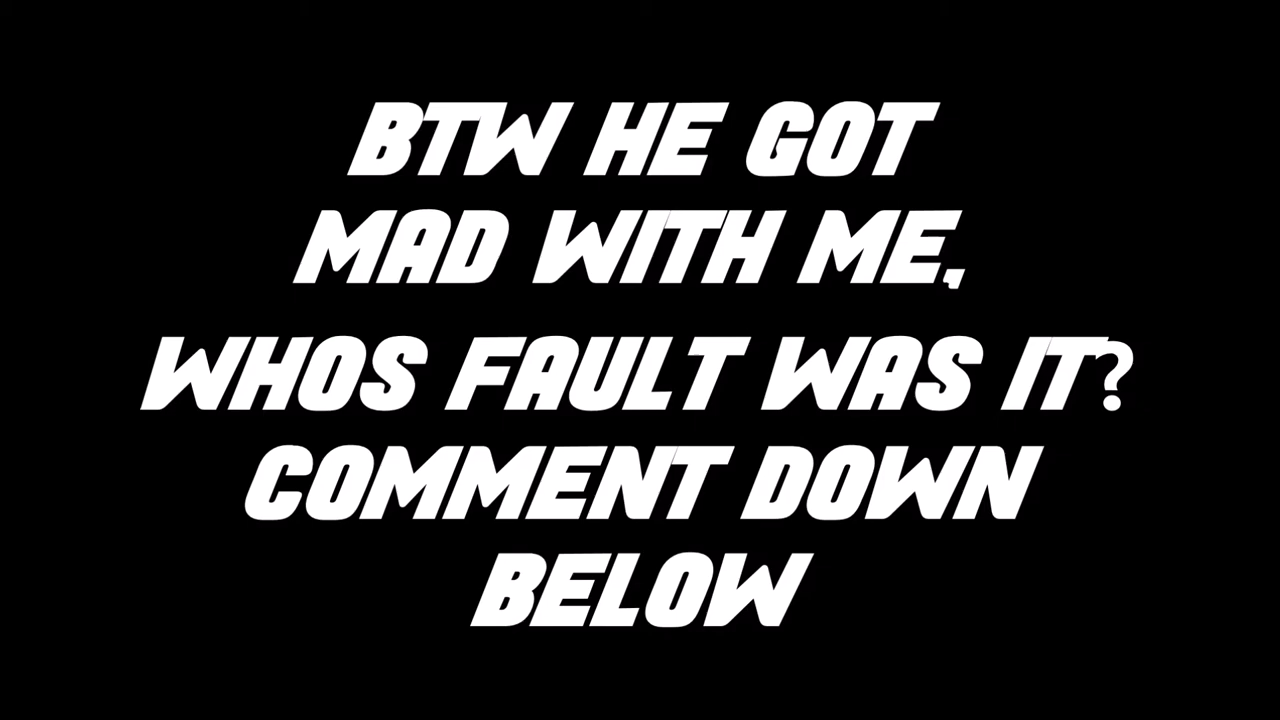 BTW HE GOT
MAD WITH ME,
WHOS FAULT WAS IT?
COMMENT DOWN
BELOW